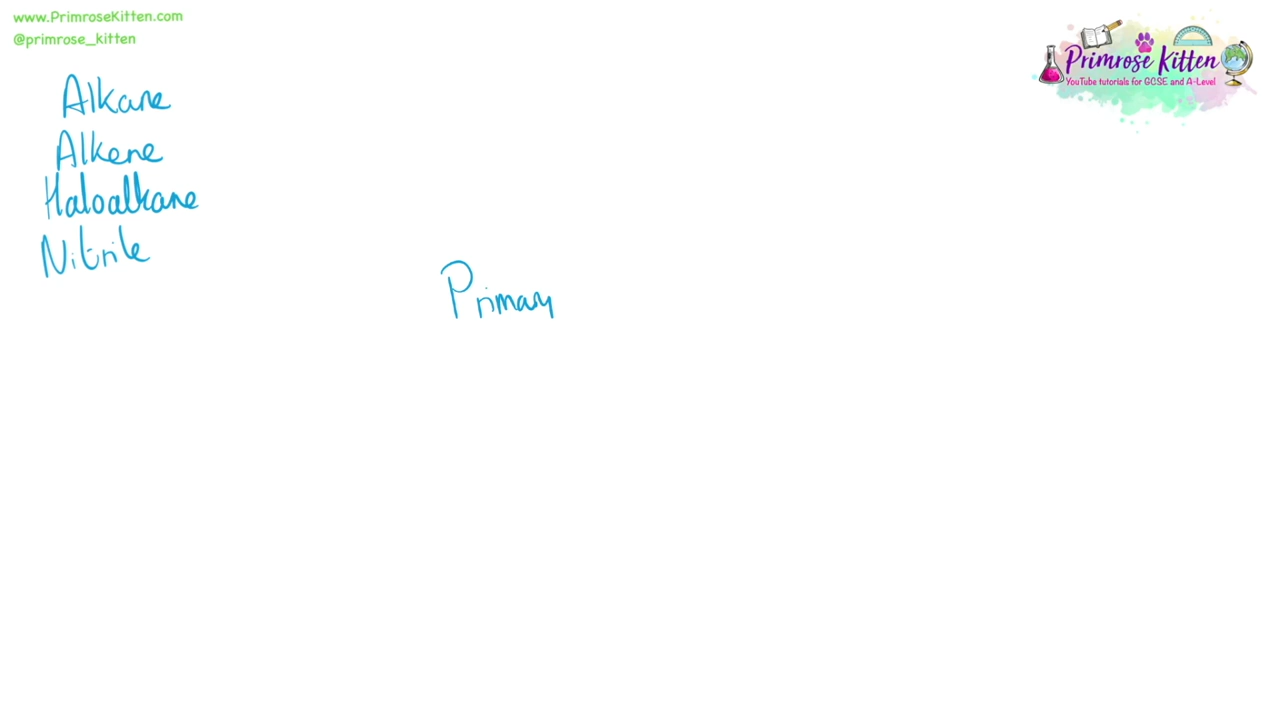 www.PrimroseKitten.com
@primrose_kitten
Primrose Kitten
YouTube tutorials for GCSE and A-Level
Alkane
Alkene
Haloalkane
Nitrile
Primary